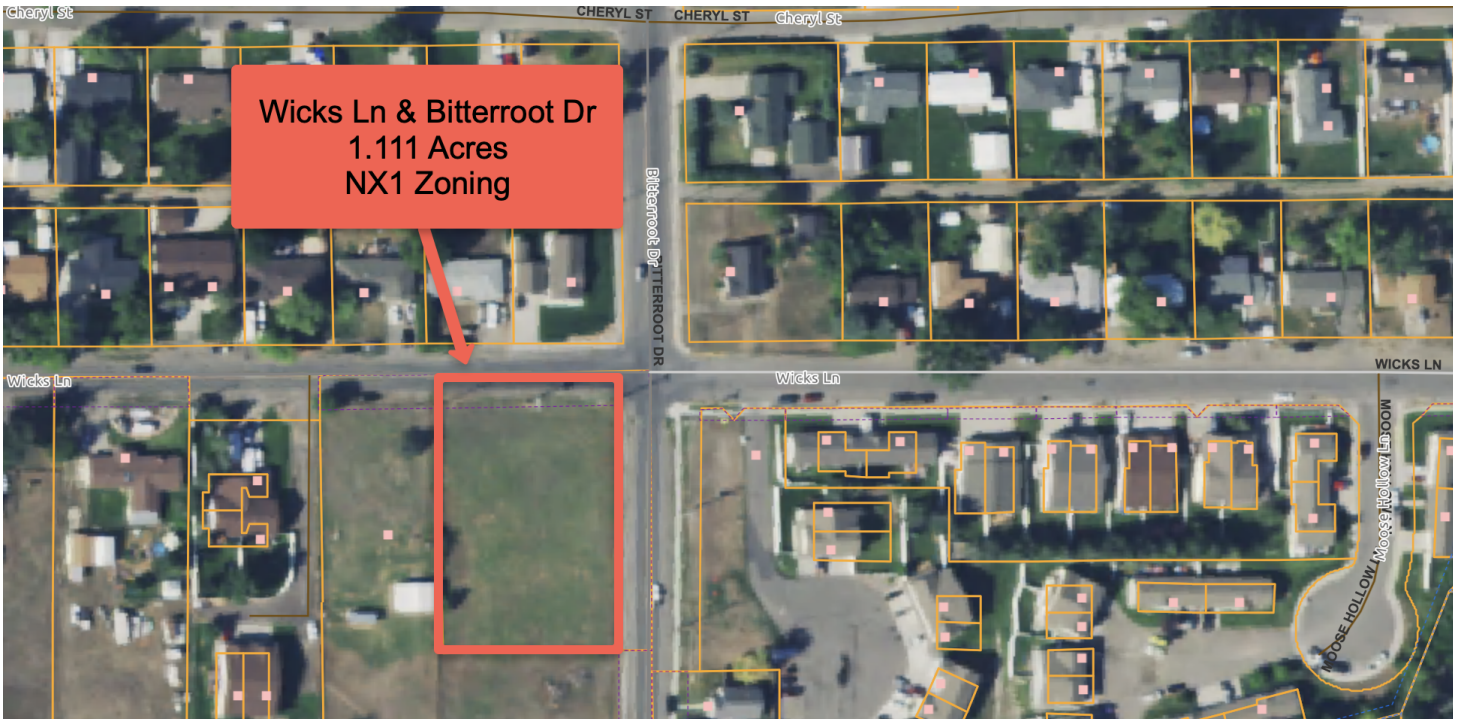 Cheryl St
CHERYL ST
CHERYL ST
Cheryl St
Wicks Ln & Bitterroot Dr
1.111 Acres
NX1 Zoning
Bitterroot Dr
BITTERROOT DR
Wicks Ln
Wicks Ln
WICKS LN
MOOSE HOLLOW LN
Moose Hollow Ln